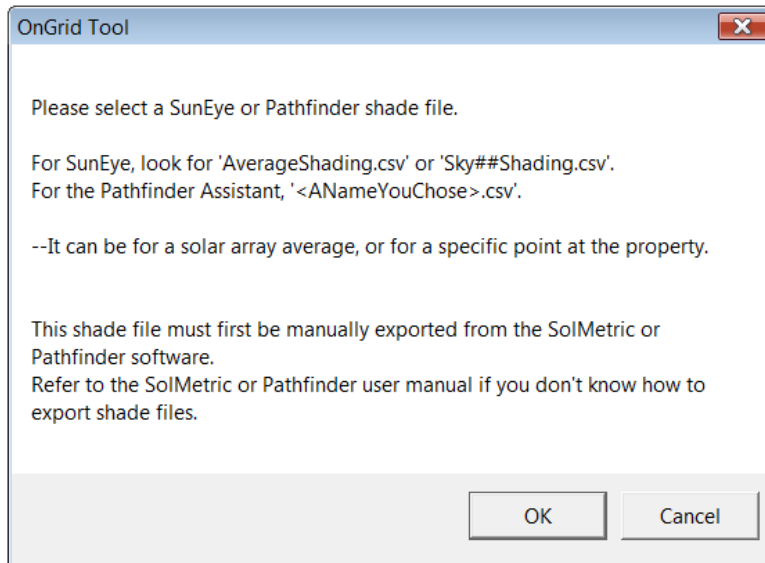 OnGrid Tool
Please select a SunEye or Pathfinder shade file.
For SunEye, look for 'AverageShading.csv' or 'Sky##Shading.csv'.
For the Pathfinder Assistant, '<ANameYouChose>.csv'.
--It can be for a solar array average, or for a specific point at the property.
This shade file must first be manually exported from the SolMetric or
Pathfinder software.
Refer to the SolMetric or Pathfinder user manual if you don't know how to
export shade files.
OK
Cancel